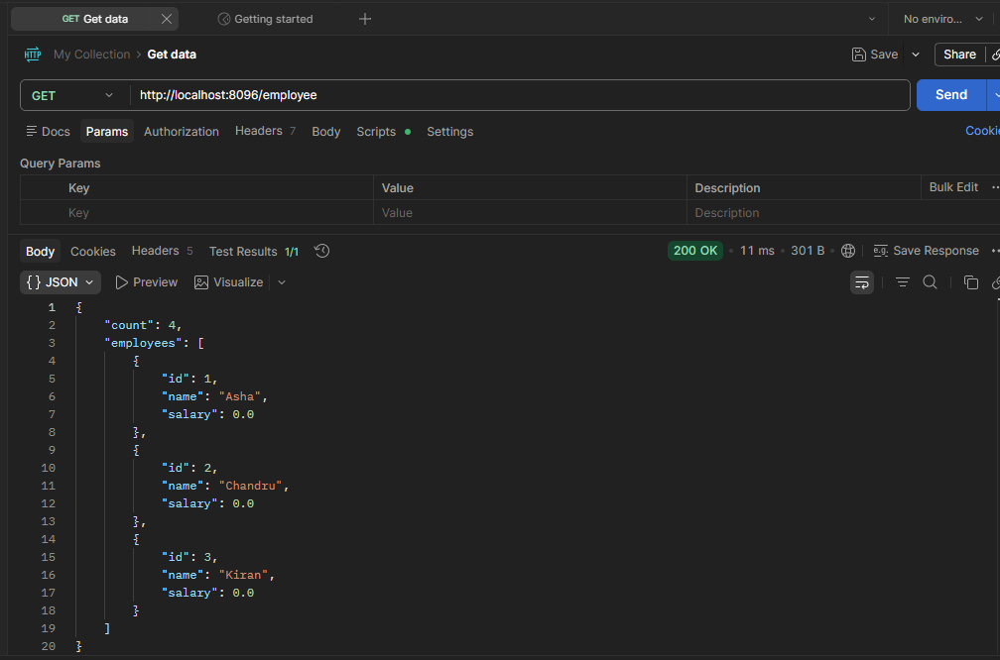 GET Get data
Getting started
No enviro...
HTTP My Collection > Get data
Save
Share
GET http://localhost:8096/employee
Send
Docs Params Authorization Headers 7 Body Scripts Settings
Query Params
Key Value Description Bulk Edit
Key Value Description
Body Cookies Headers 5 Test Results 1/1
200 OK • 11 ms • 301 B • e.g. Save Response
{} JSON Preview Visualize
1 {
2 "count": 4,
3 "employees": [
4 {
5 "id": 1,
6 "name": "Asha",
7 "salary": 0.0
8 },
9 {
10 "id": 2,
11 "name": "Chandru",
12 "salary": 0.0
13 },
14 {
15 "id": 3,
16 "name": "Kiran",
17 "salary": 0.0
18 }
19 ]
20 }